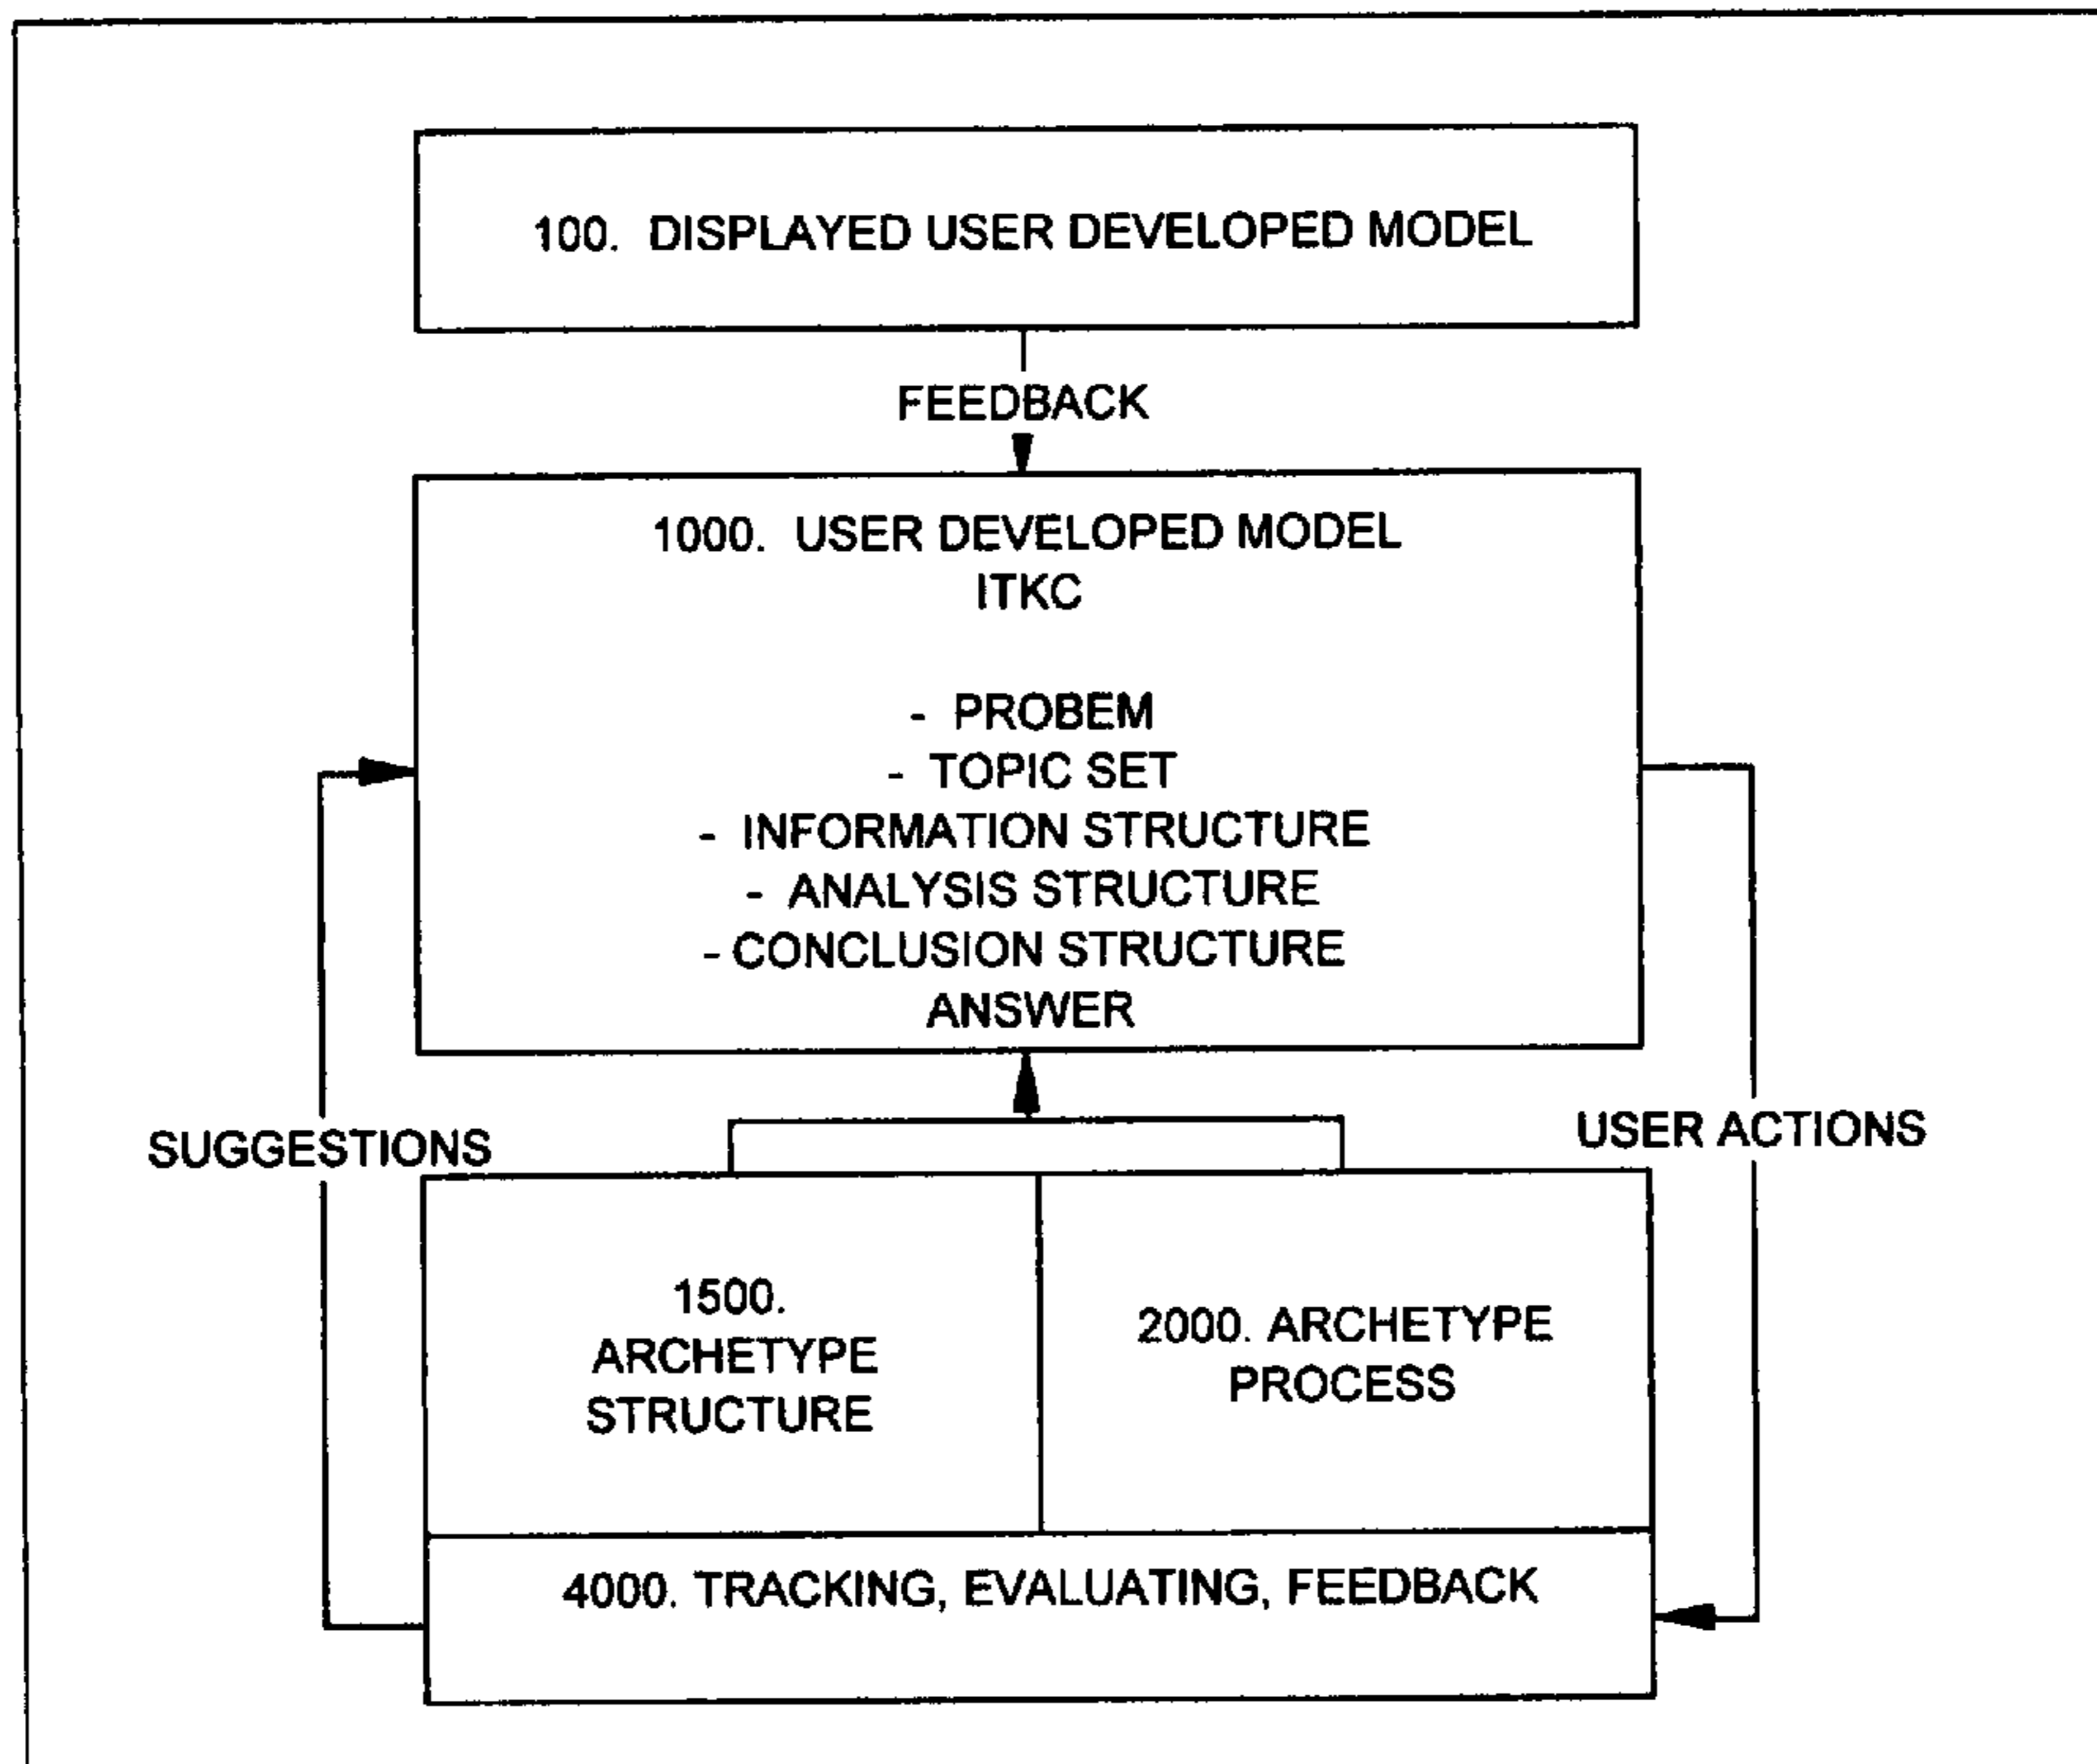 100. DISPLAYED USER DEVELOPED MODEL
FEEDBACK
1000. USER DEVELOPED MODEL
ITKC
- PROBEM
- TOPIC SET
- INFORMATION STRUCTURE
- ANALYSIS STRUCTURE
- CONCLUSION STRUCTURE
ANSWER
SUGGESTIONS
USER ACTIONS
1500.
ARCHETYPE
STRUCTURE
2000. ARCHETYPE
PROCESS
4000. TRACKING, EVALUATING, FEEDBACK